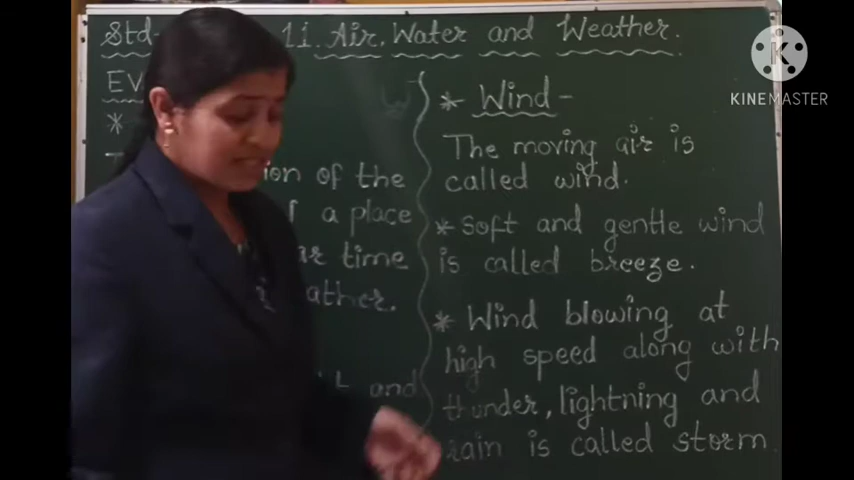 Std- 11. Air, Water and Weather.
EV
*
ion of the
f a place
ar time
ather.
L and
* Wind -
The moving air is
called wind.
* Soft and gentle wind
is called breeze.
* Wind blowing at
high speed along with
thunder, lightning and
rain is called storm.
KINEMASTER